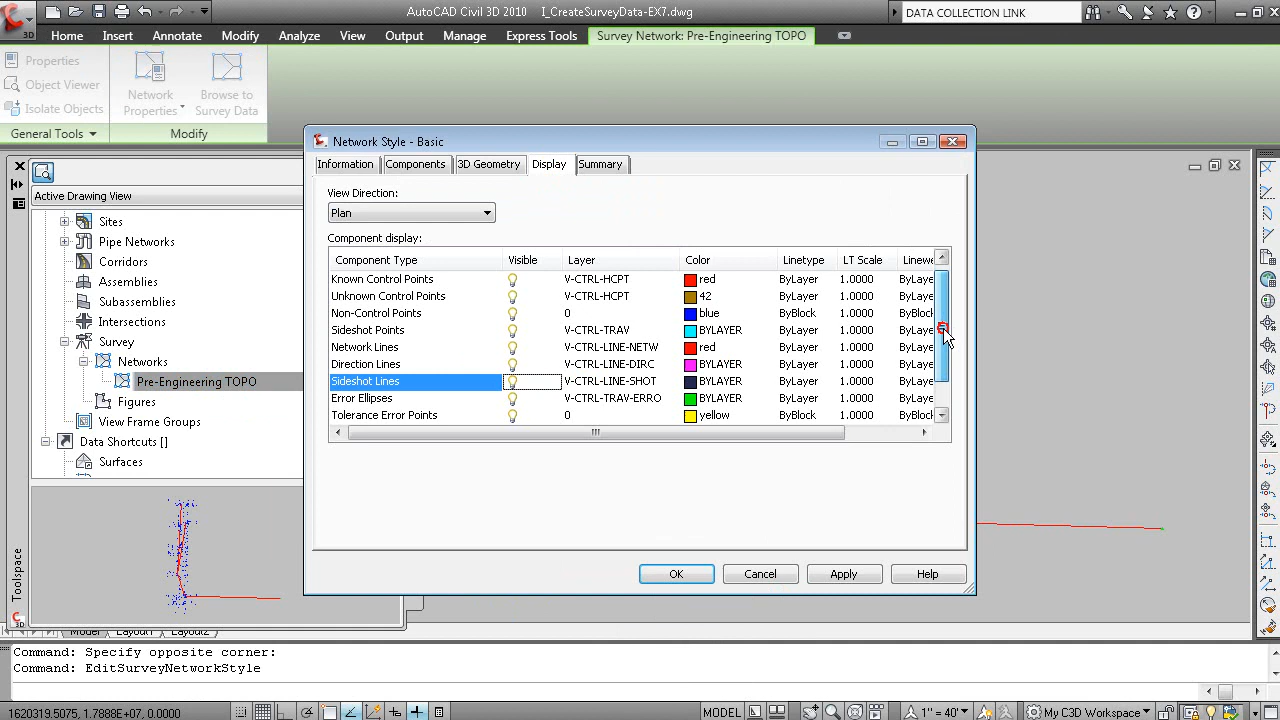 AutoCAD Civil 3D 2010 I_CreateSurveyData-EX7.dwg
DATA COLLECTION LINK
3D
Home Insert Annotate Modify Analyze View Output Manage Express Tools Survey Network: Pre-Engineering TOPO
Properties
Object Viewer
Isolate Objects
Network Properties
Browse to Survey Data
General Tools
Modify
Active Drawing View
Sites
Pipe Networks
Corridors
Assemblies
Subassemblies
Intersections
Survey
Networks
Pre-Engineering TOPO
Figures
View Frame Groups
Data Shortcuts []
Surfaces
Toolspace
Network Style - Basic
Information Components 3D Geometry Display Summary
View Direction:
Plan
Component display:
Component Type Visible Layer Color Linetype LT Scale Linewe
Known Control Points V-CTRL-HCPT red ByLayer 1.0000 ByLaye
Unknown Control Points V-CTRL-HCPT 42 ByLayer 1.0000 ByLaye
Non-Control Points 0 blue ByBlock 1.0000 ByBlock
Sideshot Points V-CTRL-TRAV BYLAYER ByLayer 1.0000 ByLaye
Network Lines V-CTRL-LINE-NETW red ByLayer 1.0000 ByLaye
Direction Lines V-CTRL-LINE-DIRC BYLAYER ByLayer 1.0000 ByLaye
Sideshot Lines V-CTRL-LINE-SHOT BYLAYER ByLayer 1.0000 ByLaye
Error Ellipses V-CTRL-TRAV-ERRO BYLAYER ByLayer 1.0000 ByLaye
Tolerance Error Points 0 yellow ByBlock 1.0000 ByBlock
OK Cancel Apply Help
Model Layout1 Layout2
Command: Specify opposite corner:
Command: EditSurveyNetworkStyle
1620319.5075, 1.7888E+07, 0.0000
MODEL
1" = 40'
My C3D Workspace